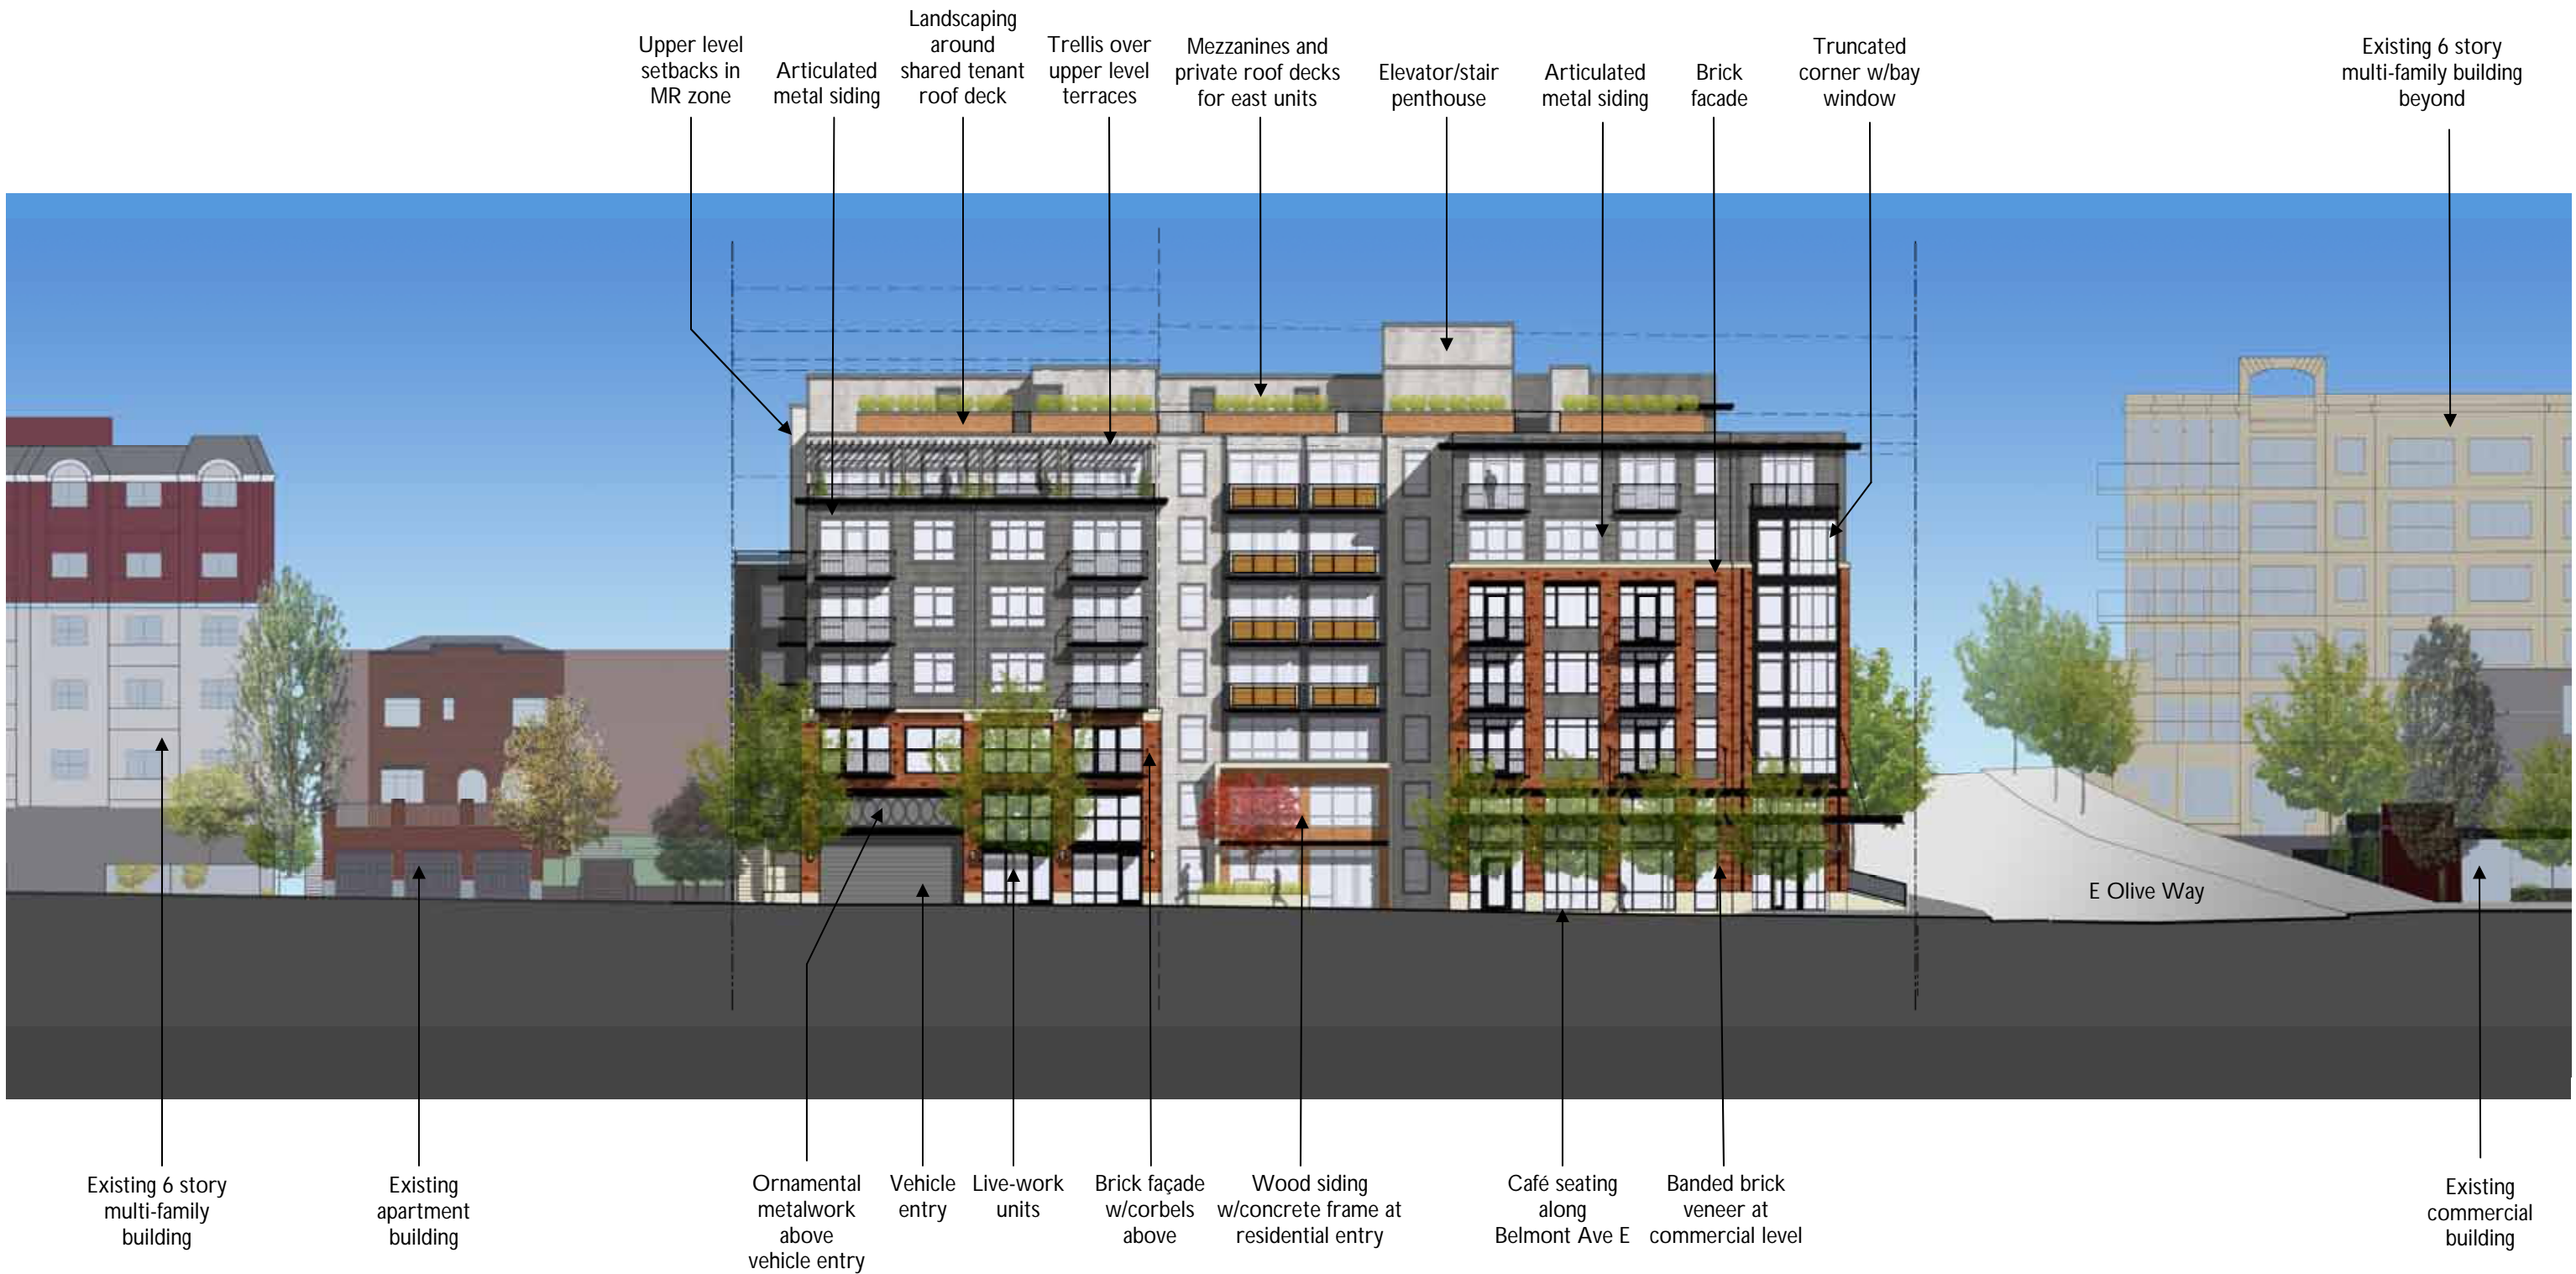 Upper level
setbacks in
MR zone
Articulated
metal siding
Landscaping
around
shared tenant
roof deck
Trellis over
upper level
terraces
Mezzanines and
private roof decks
for east units
Elevator/stair
penthouse
Articulated
metal siding
Brick
facade
Truncated
corner w/bay
window
Existing 6 story
multi-family building
beyond
E Olive Way
Existing 6 story
multi-family
building
Existing
apartment
building
Ornamental
metalwork
above
vehicle entry
Vehicle
entry
Live-work
units
Brick façade
w/corbels
above
Wood siding
w/concrete frame at
residential entry
Café seating
along
Belmont Ave E
Banded brick
veneer at
commercial level
Existing
commercial
building